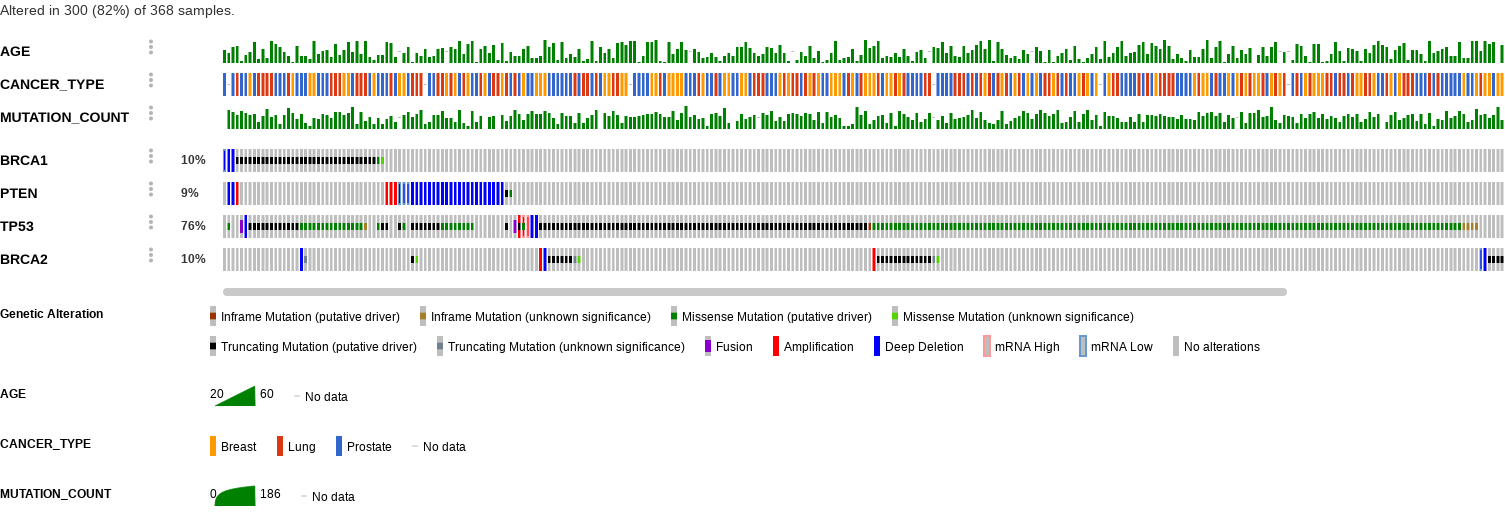 Altered in 300 (82%) of 368 samples.
AGE
CANCER_TYPE
MUTATION_COUNT
BRCA1 10%
PTEN 9%
TP53 76%
BRCA2 10%
Genetic Alteration Inframe Mutation (putative driver) Inframe Mutation (unknown significance) Missense Mutation (putative driver) Missense Mutation (unknown significance)
Truncating Mutation (putative driver) Truncating Mutation (unknown significance) Fusion Amplification Deep Deletion mRNA High mRNA Low No alterations
AGE 20 60 No data
CANCER_TYPE Breast Lung Prostate No data
MUTATION_COUNT 0 186 No data